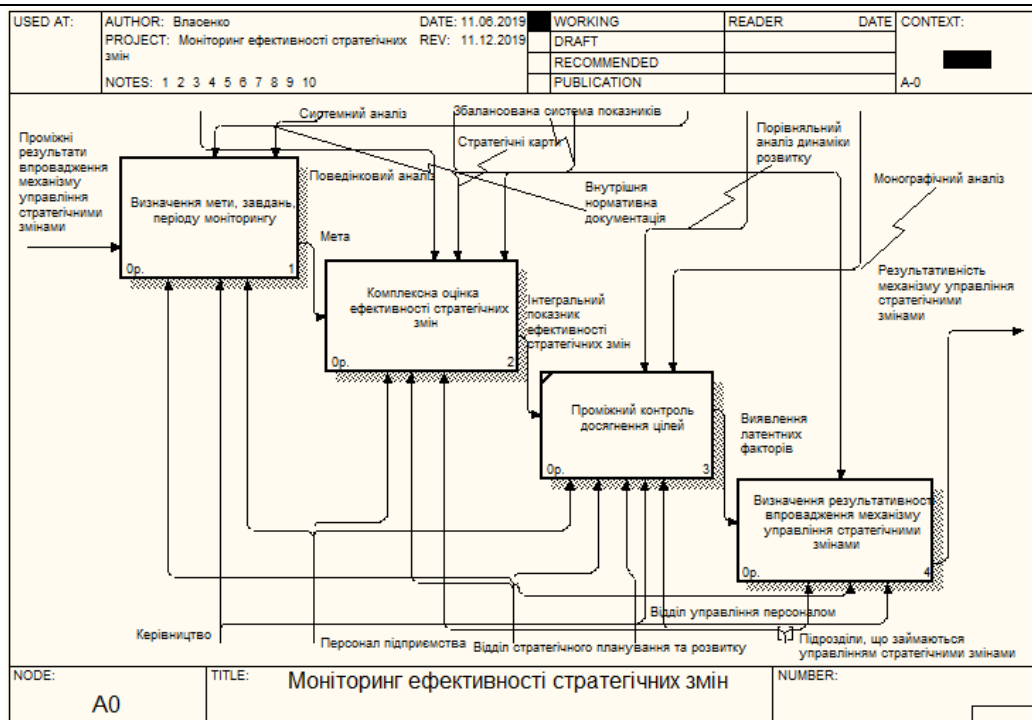 USED AT:
AUTHOR: Власенко
DATE: 11.06.2019
WORKING
READER
DATE
CONTEXT:
PROJECT: Моніторинг ефективності стратегічних
REV: 11.12.2019
DRAFT
змін
RECOMMENDED
NOTES: 1 2 3 4 5 6 7 8 9 10
PUBLICATION
A-0
Системний аналіз
Збалансована система показників
Стратегічні карти
Порівняльний
аналіз динаміки
розвитку
Проміжні
результати
впровадження
механізму
управління
стратегічними
змінами
Поведінковий аналіз
Внутрішня
нормативна
документація
Монографічний аналіз
Визначення мети, завдань,
періоду моніторингу
0р.
1
Мета
Комплексна оцінка
ефективності стратегічних
змін
0р.
2
Інтегральний
показник
ефективності
стратегічних змін
Результативність
механізму управління
стратегічними
змінами
Проміжний контроль
досягнення цілей
0р.
3
Виявлення
латентних
факторів
Визначення результативност
впровадження механізму
управління стратегічними
змінами
0р.
4
Відділ управління персоналом
Керівництво
Персонал підприємства
Відділ стратегічного планування та розвитку
Підрозділи, що займаються
управлінням стратегічними змінами
NODE:
TITLE:
Моніторинг ефективності стратегічних змін
NUMBER:
A0